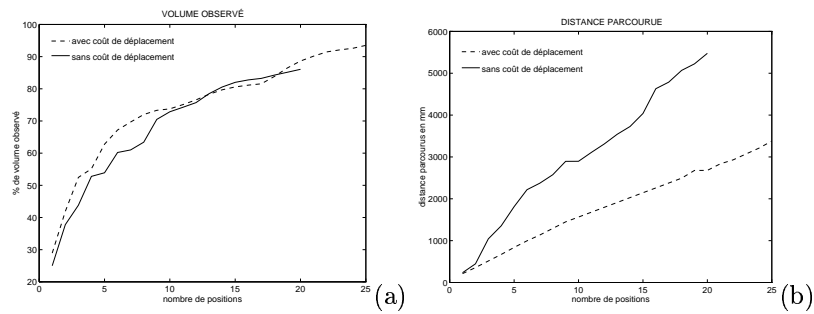 VOLUME OBSERVÉ
100
90
80
70
60
50
40
30
20
% de volume observé
avec coût de déplacement
sans coût de déplacement
0 5 10 15 20 25
nombre de positions
(a)
DISTANCE PARCOURUE
6000
5000
4000
3000
2000
1000
0
distance parcourus en mm
avec coût de déplacement
sans coût de déplacement
0 5 10 15 20 25
nombre de positions
(b)